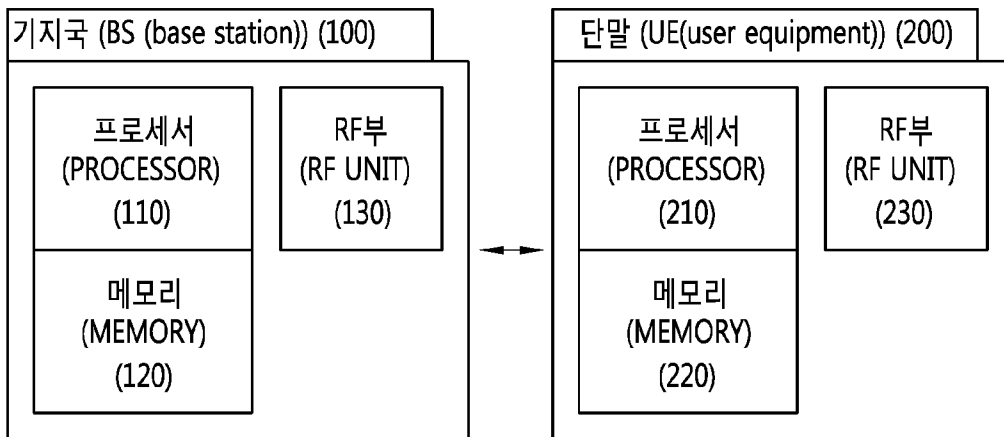 기지국 (BS (base station)) (100)
프로세서
(PROCESSOR)
(110)
RF부
(RF UNIT)
(130)
메모리
(MEMORY)
(120)
단말 (UE(user equipment)) (200)
프로세서
(PROCESSOR)
(210)
RF부
(RF UNIT)
(230)
메모리
(MEMORY)
(220)